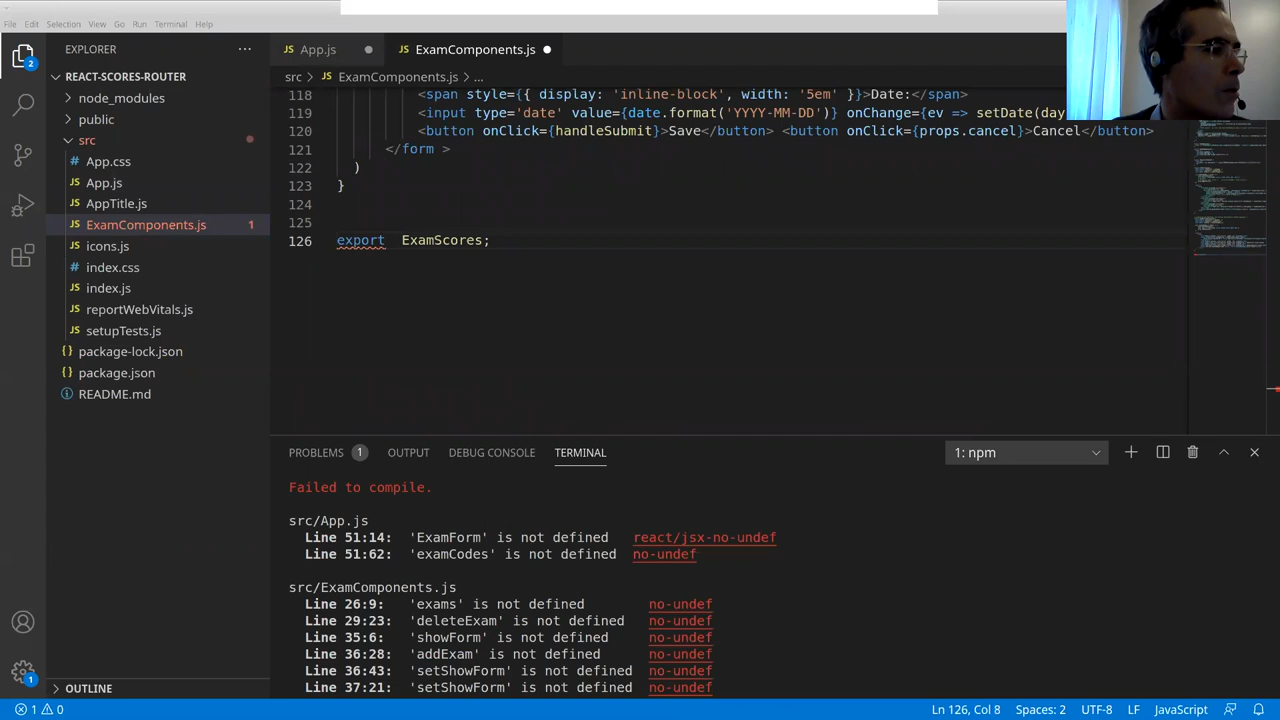 File Edit Selection View Go Run Terminal Help
EXPLORER
REACT-SCORES-ROUTER
node_modules
public
src
App.css
App.js
AppTitle.js
ExamComponents.js 1
icons.js
index.css
index.js
reportWebVitals.js
setupTests.js
package-lock.json
package.json
README.md
OUTLINE
2
1
JS App.js
JS ExamComponents.js
src > JS ExamComponents.js > ...
118 <span style={{ display: 'inline-block', width: '5em' }}>Date:</span>
119 <input type='date' value={date.format('YYYY-MM-DD')} onChange={ev => setDate(day
120 <button onClick={handleSubmit}>Save</button> <button onClick={props.cancel}>Cancel</button>
121 </form >
122 )
123 }
124
125
126 export ExamScores;
PROBLEMS 1 OUTPUT DEBUG CONSOLE TERMINAL 1: npm
Failed to compile.
src/App.js
Line 51:14: 'ExamForm' is not defined react/jsx-no-undef
Line 51:62: 'examCodes' is not defined no-undef
src/ExamComponents.js
Line 26:9: 'exams' is not defined no-undef
Line 29:23: 'deleteExam' is not defined no-undef
Line 35:6: 'showForm' is not defined no-undef
Line 36:28: 'addExam' is not defined no-undef
Line 36:43: 'setShowForm' is not defined no-undef
Line 37:21: 'setShowForm' is not defined no-undef
1 0 Ln 126, Col 8 Spaces: 2 UTF-8 LF JavaScript